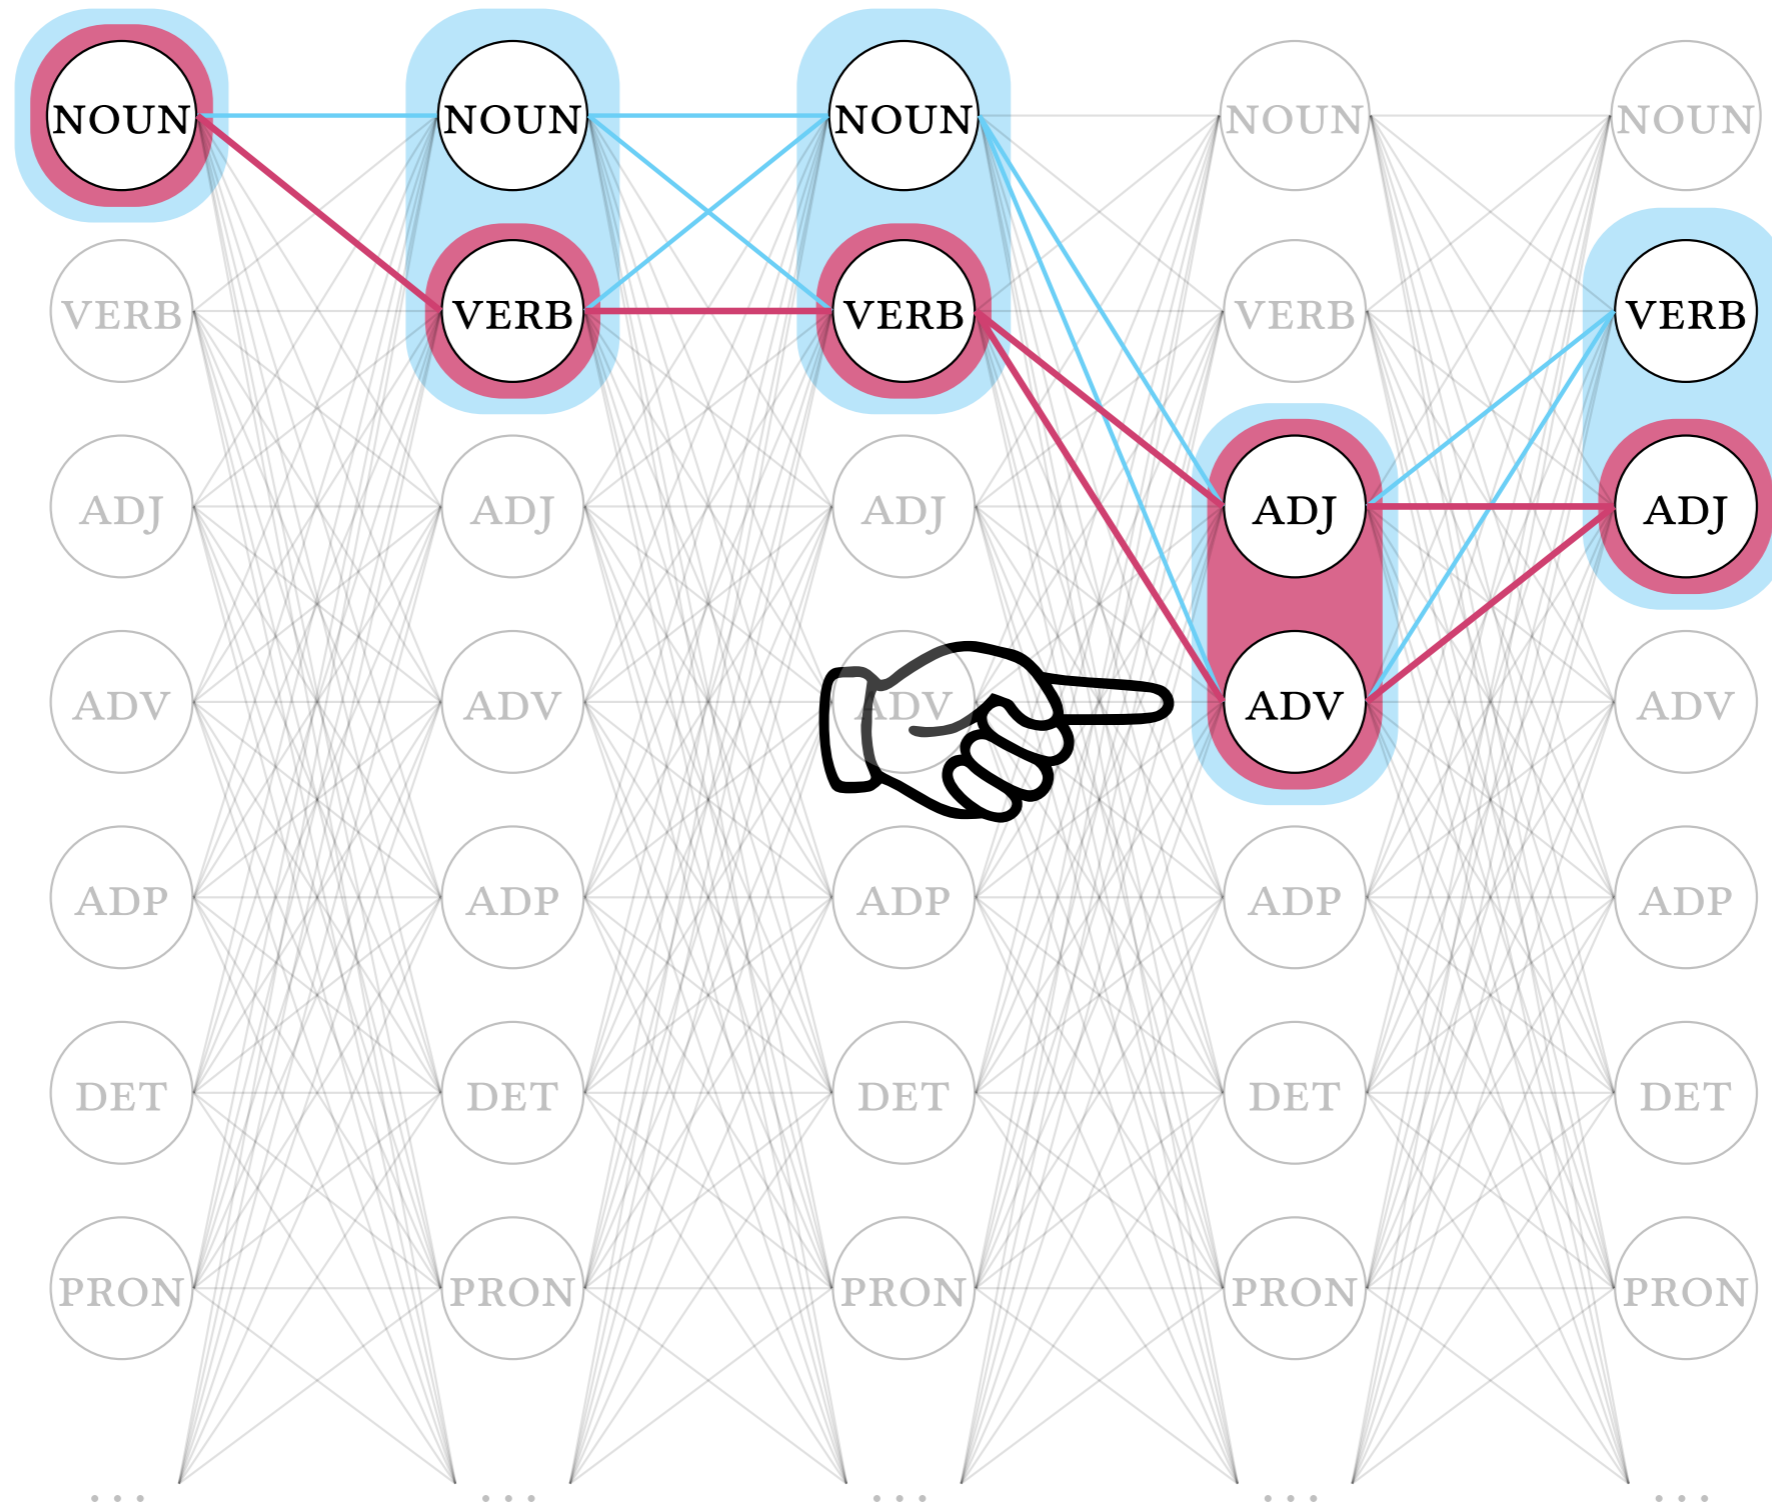 NOUN NOUN NOUN NOUN NOUN
VERB VERB VERB VERB VERB
ADJ ADJ ADJ ADJ ADJ
ADV ADV ADV ADV ADV
ADP ADP ADP ADP ADP
DET DET DET DET DET
PRON PRON PRON PRON PRON
... ... ... ... ...